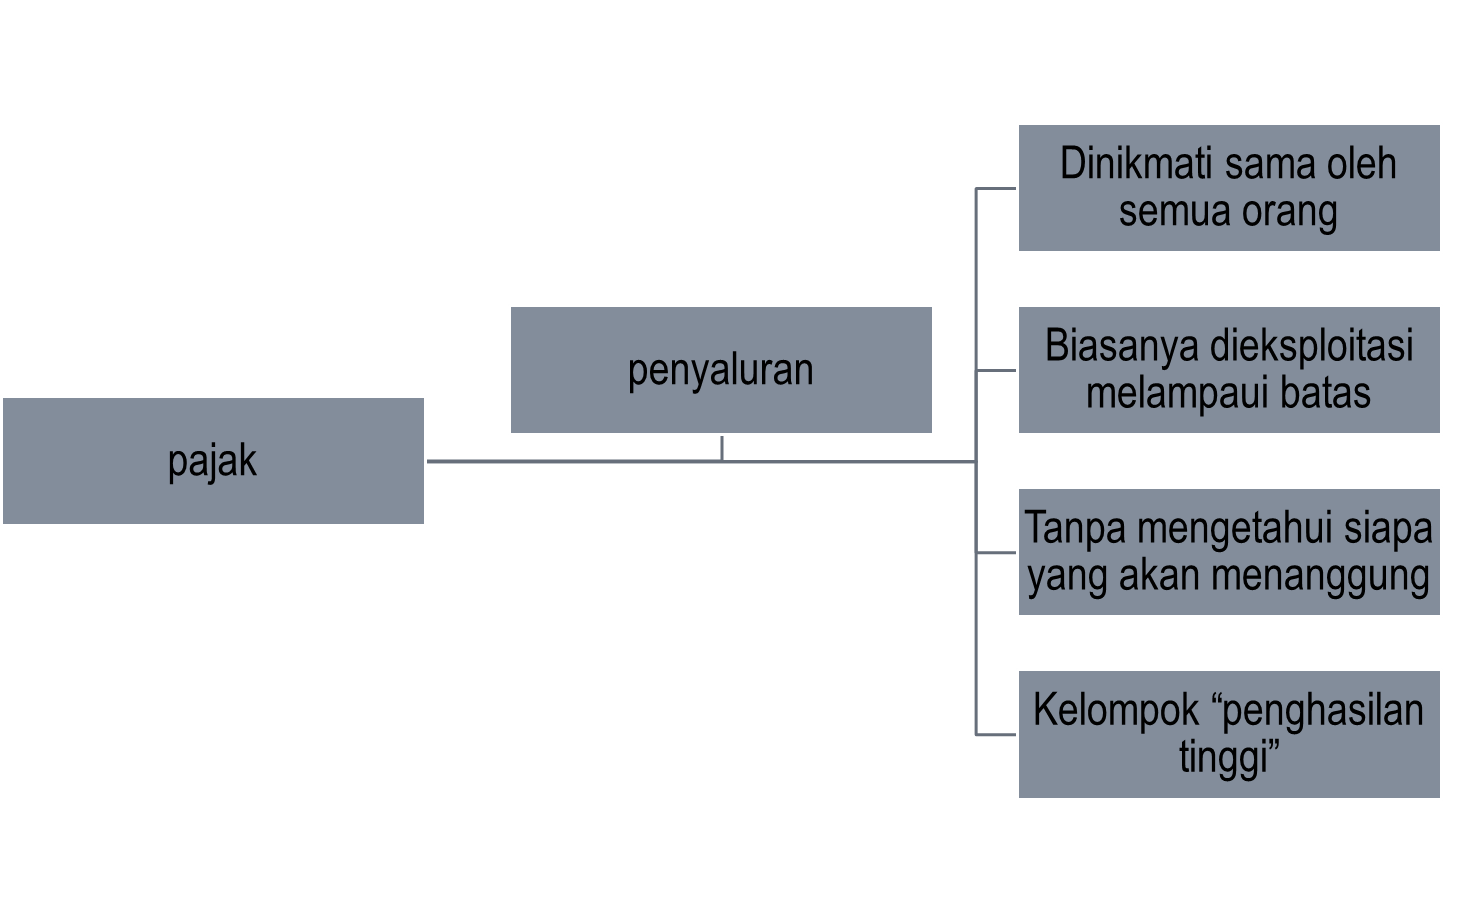 pajak
penyaluran
Dinikmati sama oleh
semua orang
Biasanya dieksploitasi
melampaui batas
Tanpa mengetahui siapa
yang akan menanggung
Kelompok “penghasilan
tinggi”